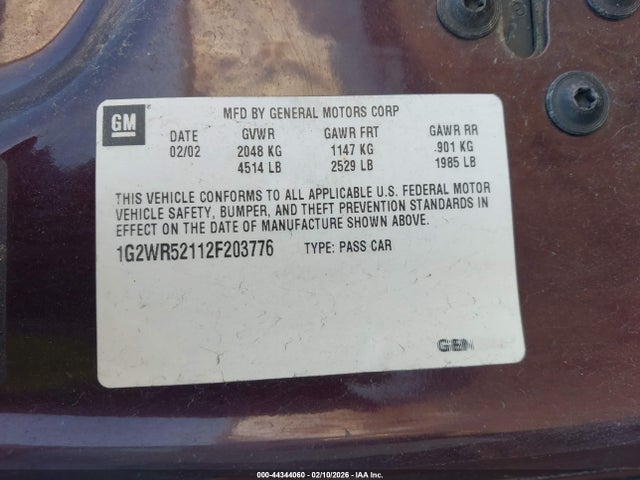 GM
MFD BY GENERAL MOTORS CORP
DATE GVWR GAWR FRT GAWR RR
02/02 2048 KG 1147 KG .901 KG
4514 LB 2529 LB 1985 LB
THIS VEHICLE CONFORMS TO ALL APPLICABLE U.S. FEDERAL MOTOR
VEHICLE SAFETY, BUMPER, AND THEFT PREVENTION STANDARDS IN
EFFECT ON THE DATE OF MANUFACTURE SHOWN ABOVE.
1G2WR52112F203776 TYPE: PASS CAR
000-44344060 - 02/10/2026 - IAA Inc.